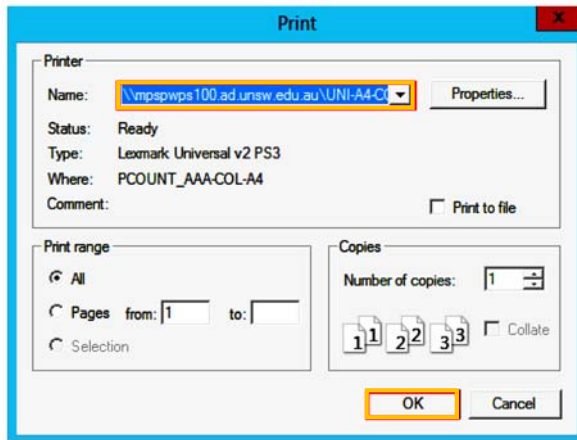 Print
x
Printer
Name: \\mpspwps100.ad.unsw.edu.au\UNI-A4-CO Properties...
Status: Ready
Type: Lexmark Universal v2 PS3
Where: PCOUNT_AAA-COL-A4
Comment: Print to file
Print range
All
Pages from: 1 to:
Selection
Copies
Number of copies: 1
1 1 2 2 3 3 Collate
OK Cancel